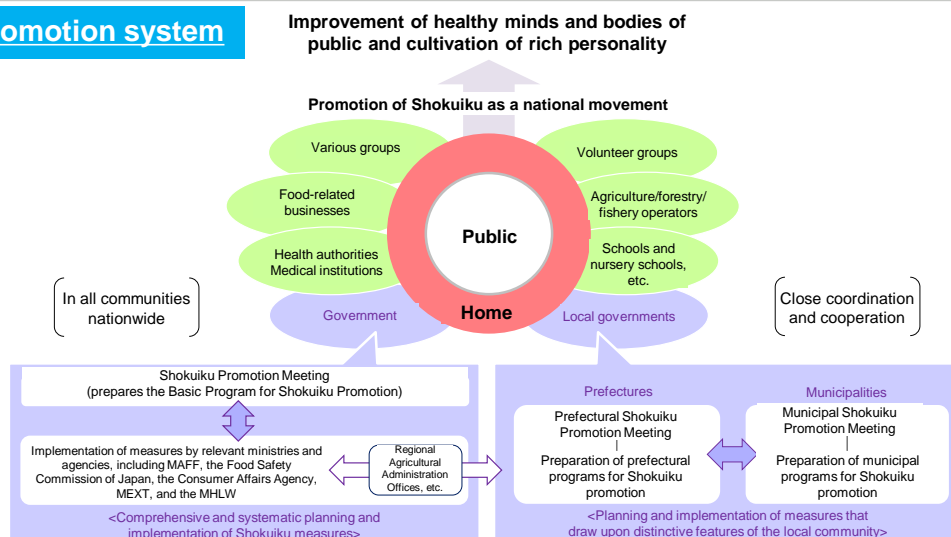 omotion system
Improvement of healthy minds and bodies of
public and cultivation of rich personality
Promotion of Shokuiku as a national movement
Various groups
Volunteer groups
Food-related
businesses
Agriculture/forestry/
fishery operators
Public
Health authorities
Medical institutions
Schools and
nursery schools,
etc.
In all communities
nationwide
Government
Home
Local governments
Close coordination
and cooperation
Shokuiku Promotion Meeting
(prepares the Basic Program for Shokuiku Promotion)
Implementation of measures by relevant ministries and
agencies, including MAFF, the Food Safety
Commission of Japan, the Consumer Affairs Agency,
MEXT, and the MHLW
<Comprehensive and systematic planning and
implementation of Shokuiku measures>
Regional
Agricultural
Administration
Offices, etc.
Prefectures
Prefectural Shokuiku
Promotion Meeting
Preparation of prefectural
programs for Shokuiku
promotion
Municipalities
Municipal Shokuiku
Promotion Meeting
Preparation of municipal
programs for Shokuiku
promotion
<Planning and implementation of measures that
draw upon distinctive features of the local community>